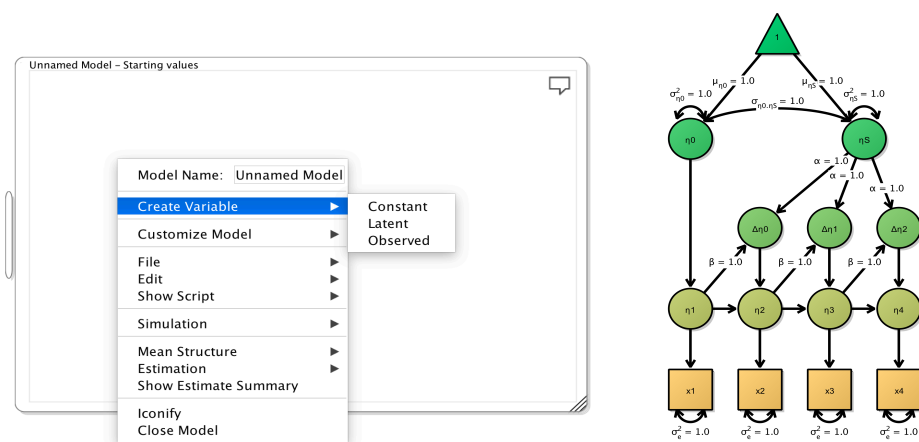 Unnamed Model – Starting values
Model Name: Unnamed Model
Create Variable
Constant
Latent
Observed
Customize Model
File
Edit
Show Script
Simulation
Mean Structure
Estimation
Show Estimate Summary
Iconify
Close Model
1
μη0 = 1.0 μηS = 1.0
σ²η0 = 1.0 ση0.ηS = 1.0 σ²ηS = 1.0
η0 ηS
α = 1.0
α = 1.0
α = 1.0
Δη0 Δη1 Δη2
β = 1.0 β = 1.0 β = 1.0
η1 η2 η3 η4
x1 x2 x3 x4
σ²e = 1.0 σ²e = 1.0 σ²e = 1.0 σ²e = 1.0